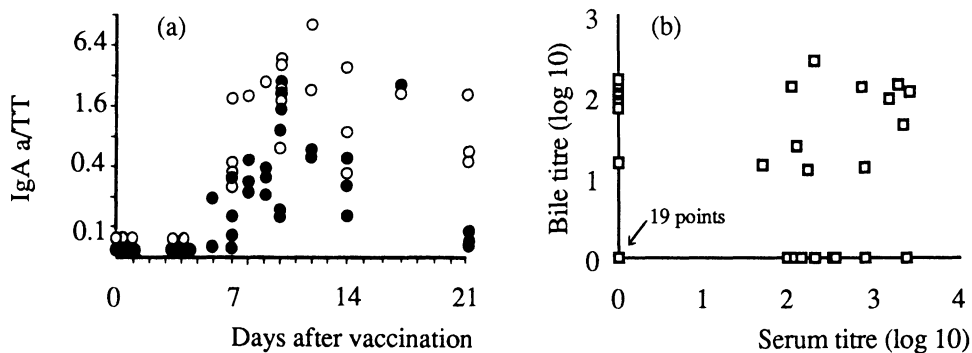 (a)
IgA a/TT
6.4
1.6
0.4
0.1
0 7 14 21
Days after vaccination
(b)
Bile titre (log 10)
3
2
1
0
19 points
0 1 2 3 4
Serum titre (log 10)